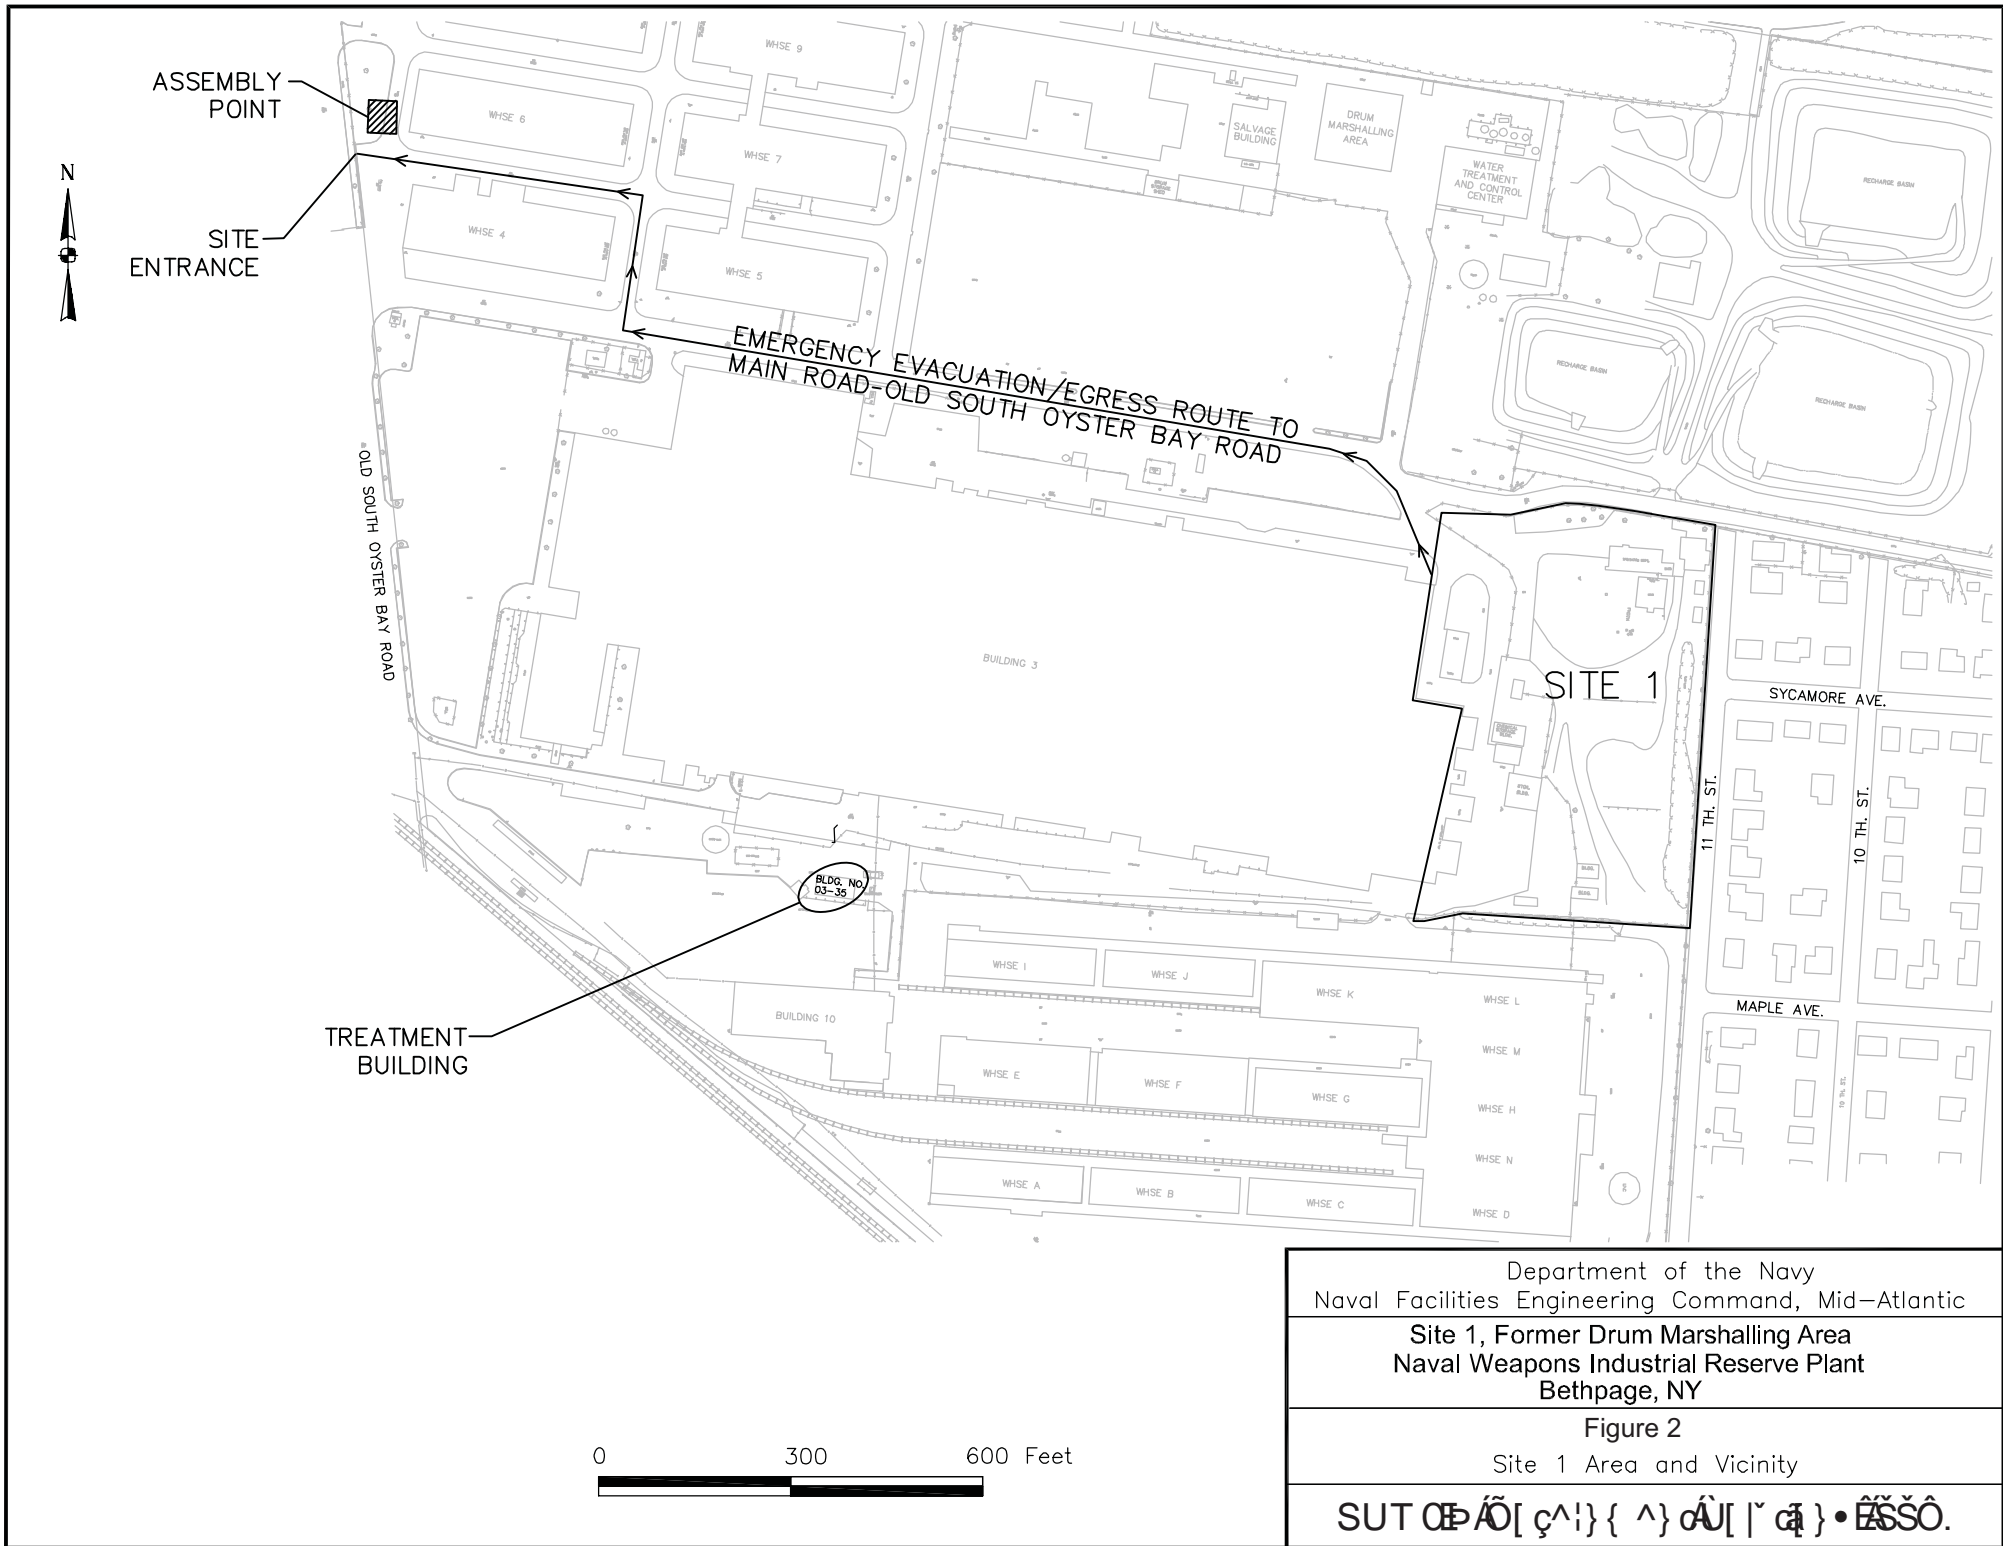 ASSEMBLY
POINT
N
SITE
ENTRANCE
WHSE 9
WHSE 6
WHSE 7
WHSE 4
WHSE 5
SALVAGE
BUILDING
DRUM
MARSHALLING
AREA
WATER
TREATMENT
AND CONTROL
CENTER
RECHARGE BASIN
RECHARGE BASIN
RECHARGE BASIN
EMERGENCY EVACUATION/EGRESS ROUTE TO
MAIN ROAD-OLD SOUTH OYSTER BAY ROAD
OLD SOUTH OYSTER BAY ROAD
BUILDING 3
SITE 1
SYCAMORE AVE.
11 TH. ST.
10 TH. ST.
MAPLE AVE.
10 TH. ST.
BLDG. NO.
03-35
TREATMENT
BUILDING
BUILDING 10
WHSE I
WHSE J
WHSE K
WHSE L
WHSE M
WHSE E
WHSE F
WHSE G
WHSE H
WHSE N
WHSE A
WHSE B
WHSE C
WHSE D
0 300 600 Feet
Department of the Navy
Naval Facilities Engineering Command, Mid-Atlantic
Site 1, Former Drum Marshalling Area
Naval Weapons Industrial Reserve Plant
Bethpage, NY
Figure 2
Site 1 Area and Vicinity